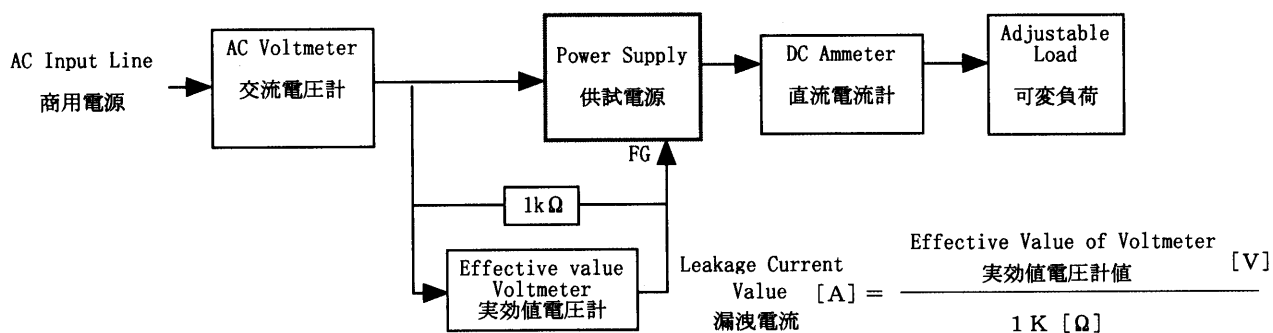 AC Input Line
商用電源
AC Voltmeter
交流電圧計
Power Supply
供試電源
DC Ammeter
直流電流計
Adjustable
Load
可変負荷
FG
1kΩ
Effective value
Voltmeter
実効値電圧計
Leakage Current
Value [A] =
漏洩電流
Effective Value of Voltmeter
実効値電圧計値 [V]
1K [Ω]